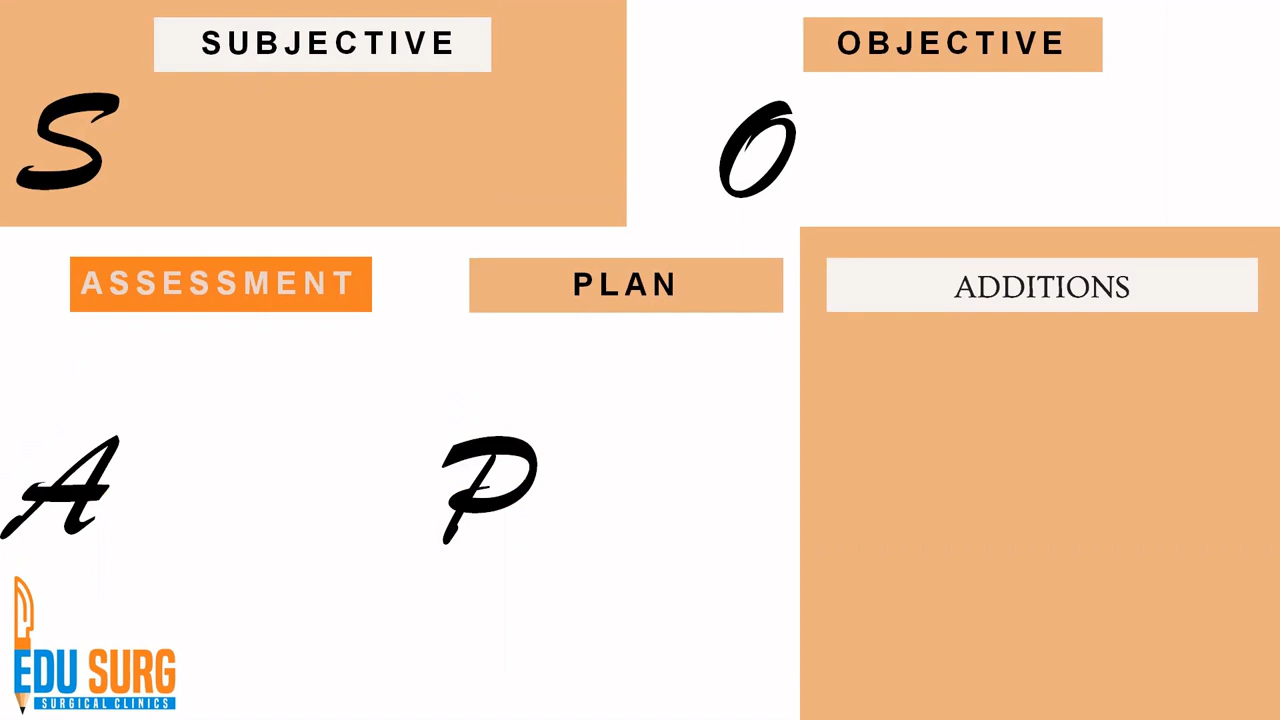 SUBJECTIVE
S
OBJECTIVE
O
ASSESSMENT
A
PLAN
P
ADDITIONS
EDU SURG
SURGICAL CLINICS